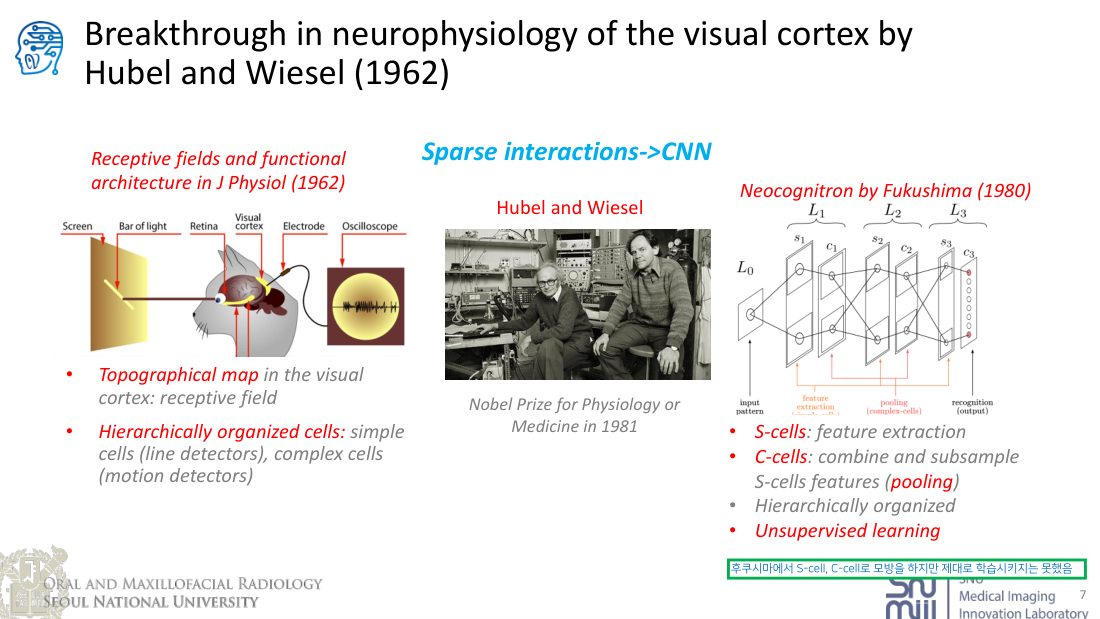 Breakthrough in neurophysiology of the visual cortex by
Hubel and Wiesel (1962)
Sparse interactions->CNN
Receptive fields and functional
architecture in J Physiol (1962)
Screen
Bar of light
Retina
Visual
cortex
Electrode
Oscilloscope
• Topographical map in the visual
cortex: receptive field
• Hierarchically organized cells: simple
cells (line detectors), complex cells
(motion detectors)
Hubel and Wiesel
Nobel Prize for Physiology or
Medicine in 1981
Neocognitron by Fukushima (1980)
L1 L2 L3
s1 c1 s2 c2 s3 c3
L0
input
pattern
feature
extraction
pooling
(complex-cells)
recognition
(output)
• S-cells: feature extraction
• C-cells: combine and subsample
S-cells features (pooling)
• Hierarchically organized
• Unsupervised learning
후쿠시마에서 S-cell, C-cell로 모방을 하지만 제대로 학습시키지는 못했음
ORAL AND MAXILLOFACIAL RADIOLOGY
SEOUL NATIONAL UNIVERSITY
SNU
mill
SNU
Medical Imaging
Innovation Laboratory
7